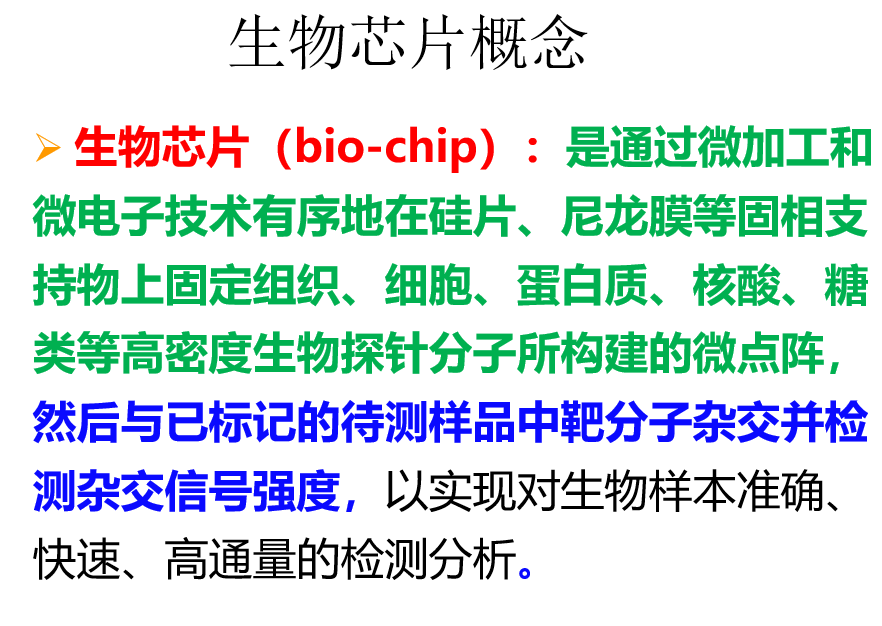 生物芯片概念
生物芯片（bio-chip）：是通过微加工和
微电子技术有序地在硅片、尼龙膜等固相支
持物上固定组织、细胞、蛋白质、核酸、糖
类等高密度生物探针分子所构建的微点阵，
然后与已标记的待测样品中靶分子杂交并检
测杂交信号强度，以实现对生物样本准确、
快速、高通量的检测分析。